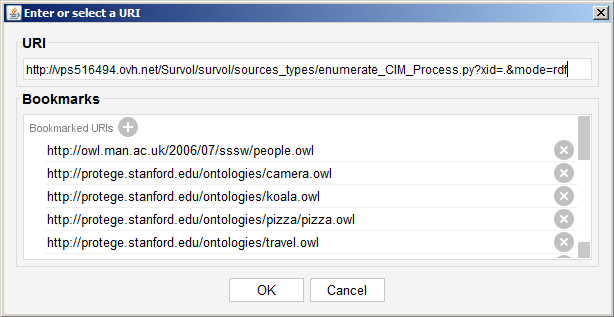 Enter or select a URI
URI
http://vps516494.ovh.net/Survol/survol/sources_types/enumerate_CIM_Process.py?xid=.&mode=rdf
Bookmarks
Bookmarked URIs
http://owl.man.ac.uk/2006/07/sssw/people.owl
http://protege.stanford.edu/ontologies/camera.owl
http://protege.stanford.edu/ontologies/koala.owl
http://protege.stanford.edu/ontologies/pizza/pizza.owl
http://protege.stanford.edu/ontologies/travel.owl
OK Cancel